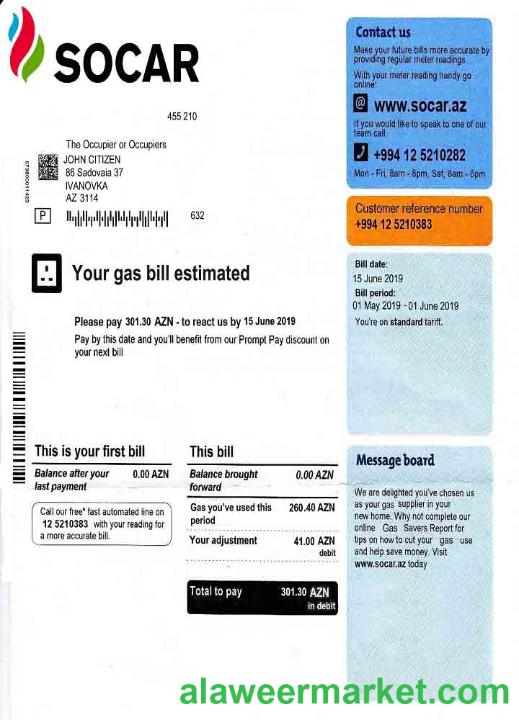 SOCAR
455 210
The Occupier or Occupiers
JOHN CITIZEN
86 Sadovaia 37
IVANOVKA
AZ 3114
P
632
Your gas bill estimated
Please pay 301.30 AZN - to react us by 15 June 2019
Pay by this date and you'll benefit from our Prompt Pay discount on
your next bill
This is your first bill
Balance after your 0.00 AZN
last payment
Call our free* fast automated line on
12 5210383 with your reading for
a more accurate bill.
This bill
Balance brought 0.00 AZN
forward
Gas you've used this 260.40 AZN
period
Your adjustment 41.00 AZN
debit
Total to pay 301.30 AZN
in debit
Contact us
Make your future bills more accurate by
providing regular meter readings
With your meter reading handy go
online:
@ www.socar.az
If you would like to speak to one of our
team call
+994 12 5210282
Mon - Fri, 8am - 8pm, Sat, 8am - 6pm
Customer reference number
+994 12 5210383
Bill date:
15 June 2019
Bill period:
01 May 2019 - 01 June 2019
You're on standard tariff.
Message board
We are delighted you've chosen us
as your gas supplier in your
new home. Why not complete our
online Gas Savers Report for
tips on how to cut your gas use
and help save money. Visit
www.socar.az today
alaweermarket.com